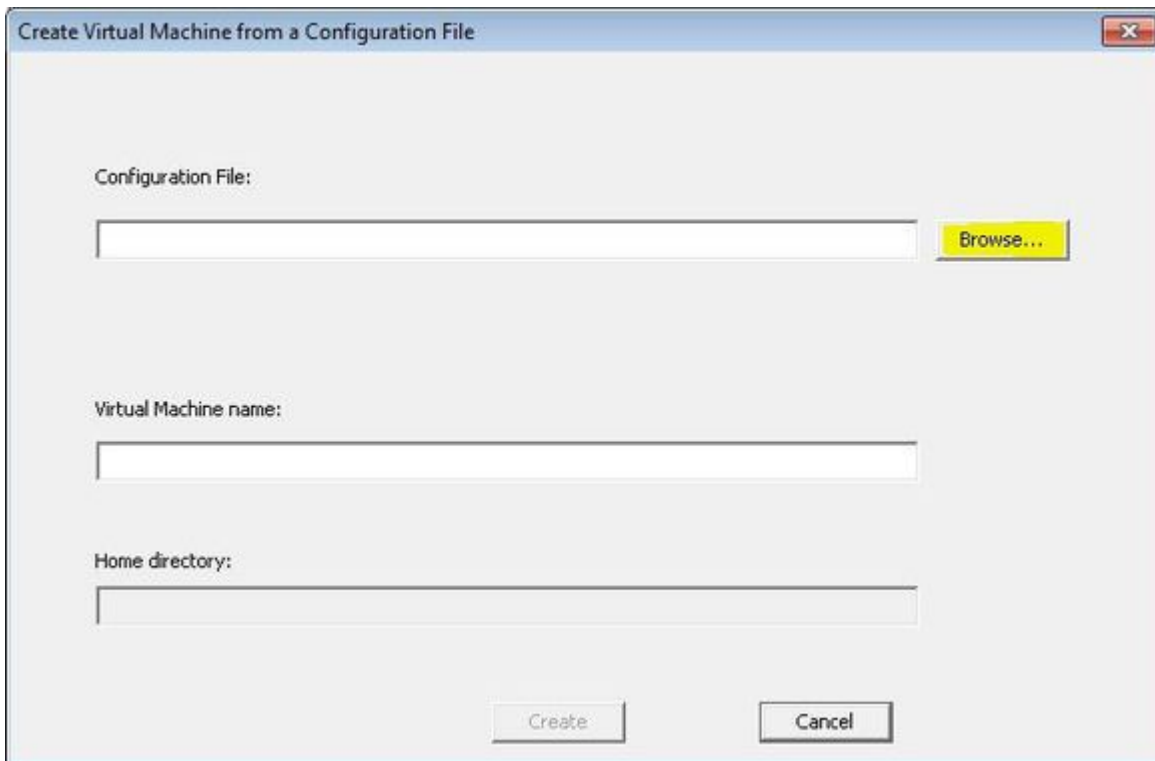 Create Virtual Machine from a Configuration File
Configuration File:
Browse...
Virtual Machine name:
Home directory:
Create
Cancel